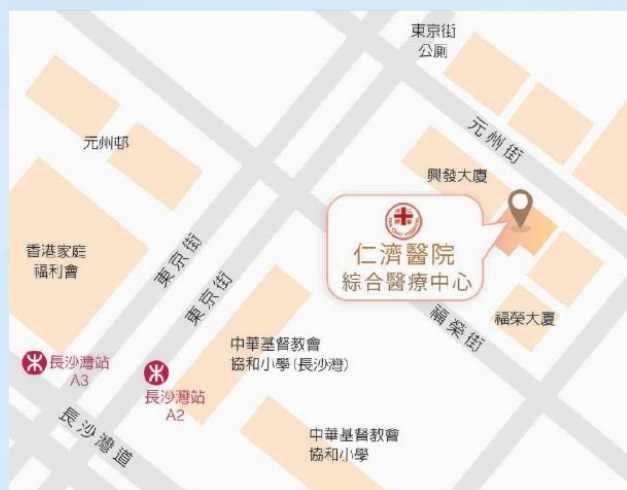 東京街
公厠
元州街
元州邨
興發大廈
仁濟醫院
綜合醫療中心
香港家庭
福利會
東京街
東京街
福榮街
福榮大廈
中華基督教會
協和小學(長沙灣)
長沙灣站
A3
長沙灣站
A2
長沙灣道
中華基督教會
協和小學